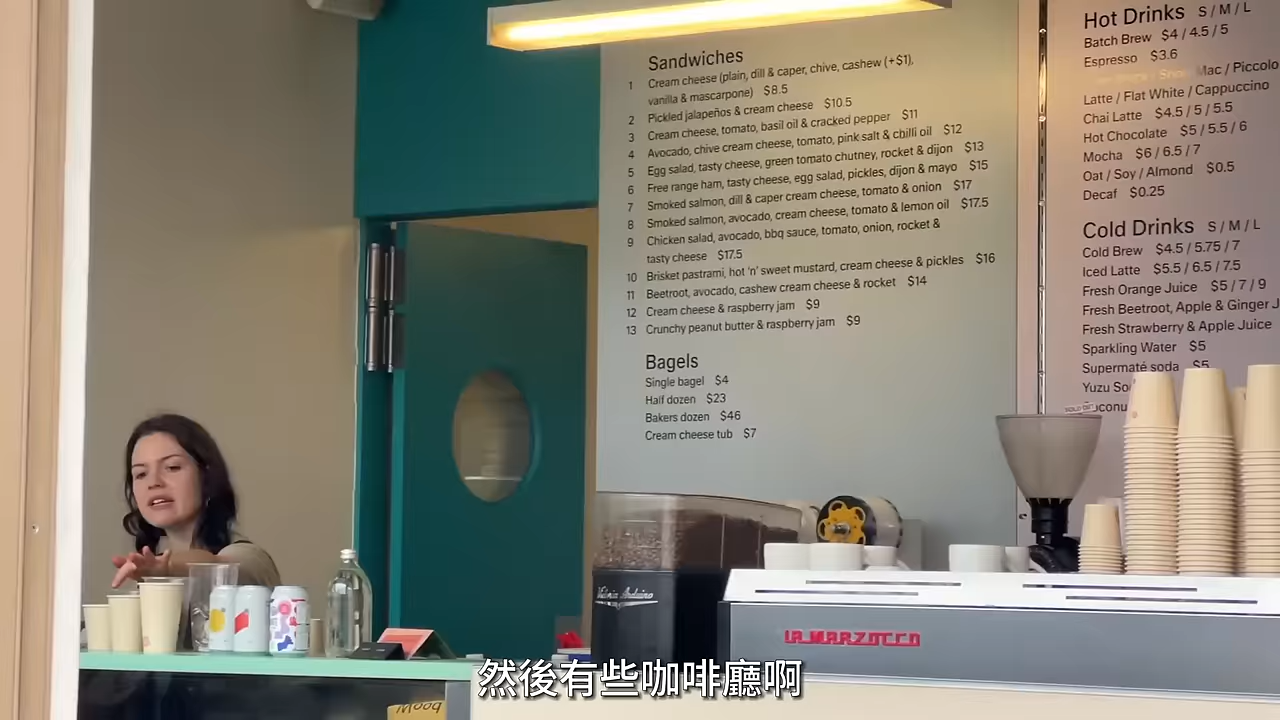 Sandwiches
1 Cream cheese (plain, dill & caper, chive, cashew (+$1),
vanilla & mascarpone) $8.5
2 Pickled jalapeños & cream cheese $10.5
3 Cream cheese, tomato, basil oil & cracked pepper $11
4 Avocado, chive cream cheese, tomato, pink salt & chilli oil $12
5 Egg salad, tasty cheese, green tomato chutney, rocket & dijon $13
6 Free range ham, tasty cheese, egg salad, pickles, dijon & mayo $15
7 Smoked salmon, dill & caper cream cheese, tomato & onion $17
8 Smoked salmon, avocado, cream cheese, tomato & lemon oil $17.5
9 Chicken salad, avocado, bbq sauce, tomato, onion, rocket &
tasty cheese $17.5
10 Brisket pastrami, hot 'n' sweet mustard, cream cheese & pickles $16
11 Beetroot, avocado, cashew cream cheese & rocket $14
12 Cream cheese & raspberry jam $9
13 Crunchy peanut butter & raspberry jam $9
Bagels
Single bagel $4
Half dozen $23
Bakers dozen $46
Cream cheese tub $7
Hot Drinks S / M / L
Batch Brew $4 / 4.5 / 5
Espresso $3.6
Mac / Piccolo
Latte / Flat White / Cappuccino
Chai Latte $4.5 / 5 / 5.5
Hot Chocolate $5 / 5.5 / 6
Mocha $6 / 6.5 / 7
Oat / Soy / Almond $0.5
Decaf $0.25
Cold Drinks S / M / L
Cold Brew $4.5 / 5.75 / 7
Iced Latte $5.5 / 6.5 / 7.5
Fresh Orange Juice $5 / 7 / 9
Fresh Beetroot, Apple & Ginger J
Fresh Strawberry & Apple Juice
Sparkling Water $5
Supermaté soda $5
Yuzu So
SOLD OUT
LA MARZOCCO
Mood
然後有些咖啡廳啊